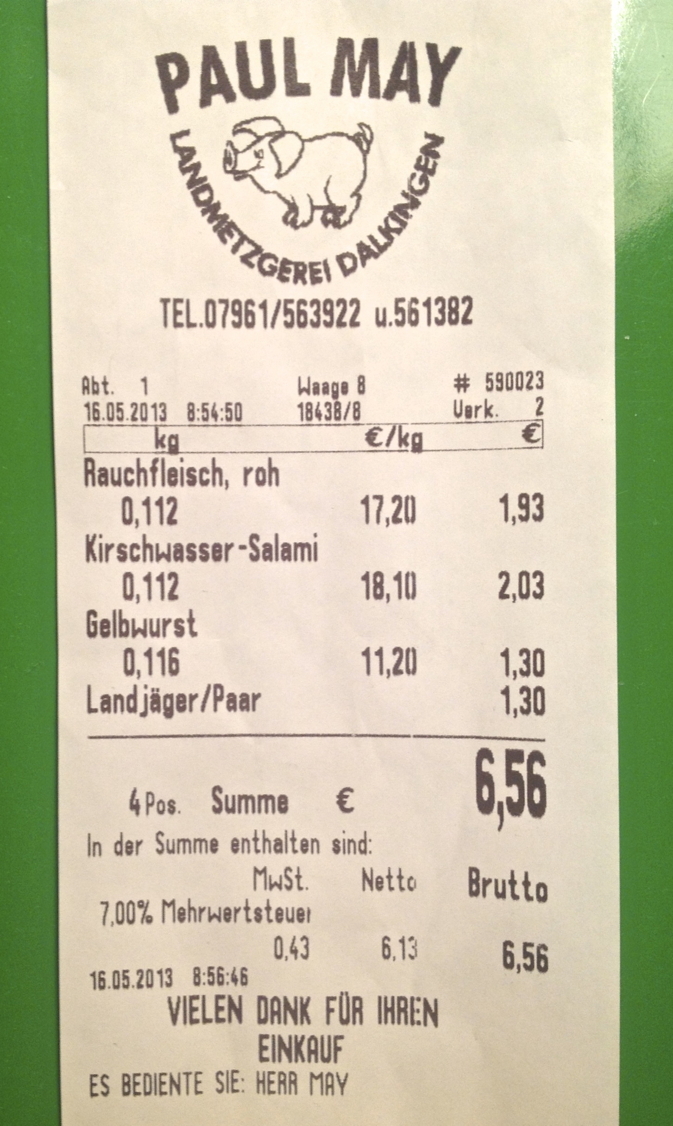 PAUL MAY
LANDMETZGEREI DALKINGEN
TEL.07961/563922 u.561382
Abt. 1 Waage 8 # 590023
16.05.2013 8:54:50 18438/8 Verk. 2
kg €/kg €
Rauchfleisch, roh
0,112 17,20 1,93
Kirschwasser-Salami
0,112 18,10 2,03
Gelbwurst
0,116 11,20 1,30
Landjäger/Paar 1,30
4 Pos. Summe € 6,56
In der Summe enthalten sind:
MwSt. Netto Brutto
7,00% Mehrwertsteuer
0,43 6,13 6,56
16.05.2013 8:56:46
VIELEN DANK FÜR IHREN
EINKAUF
ES BEDIENTE SIE: HERR MAY